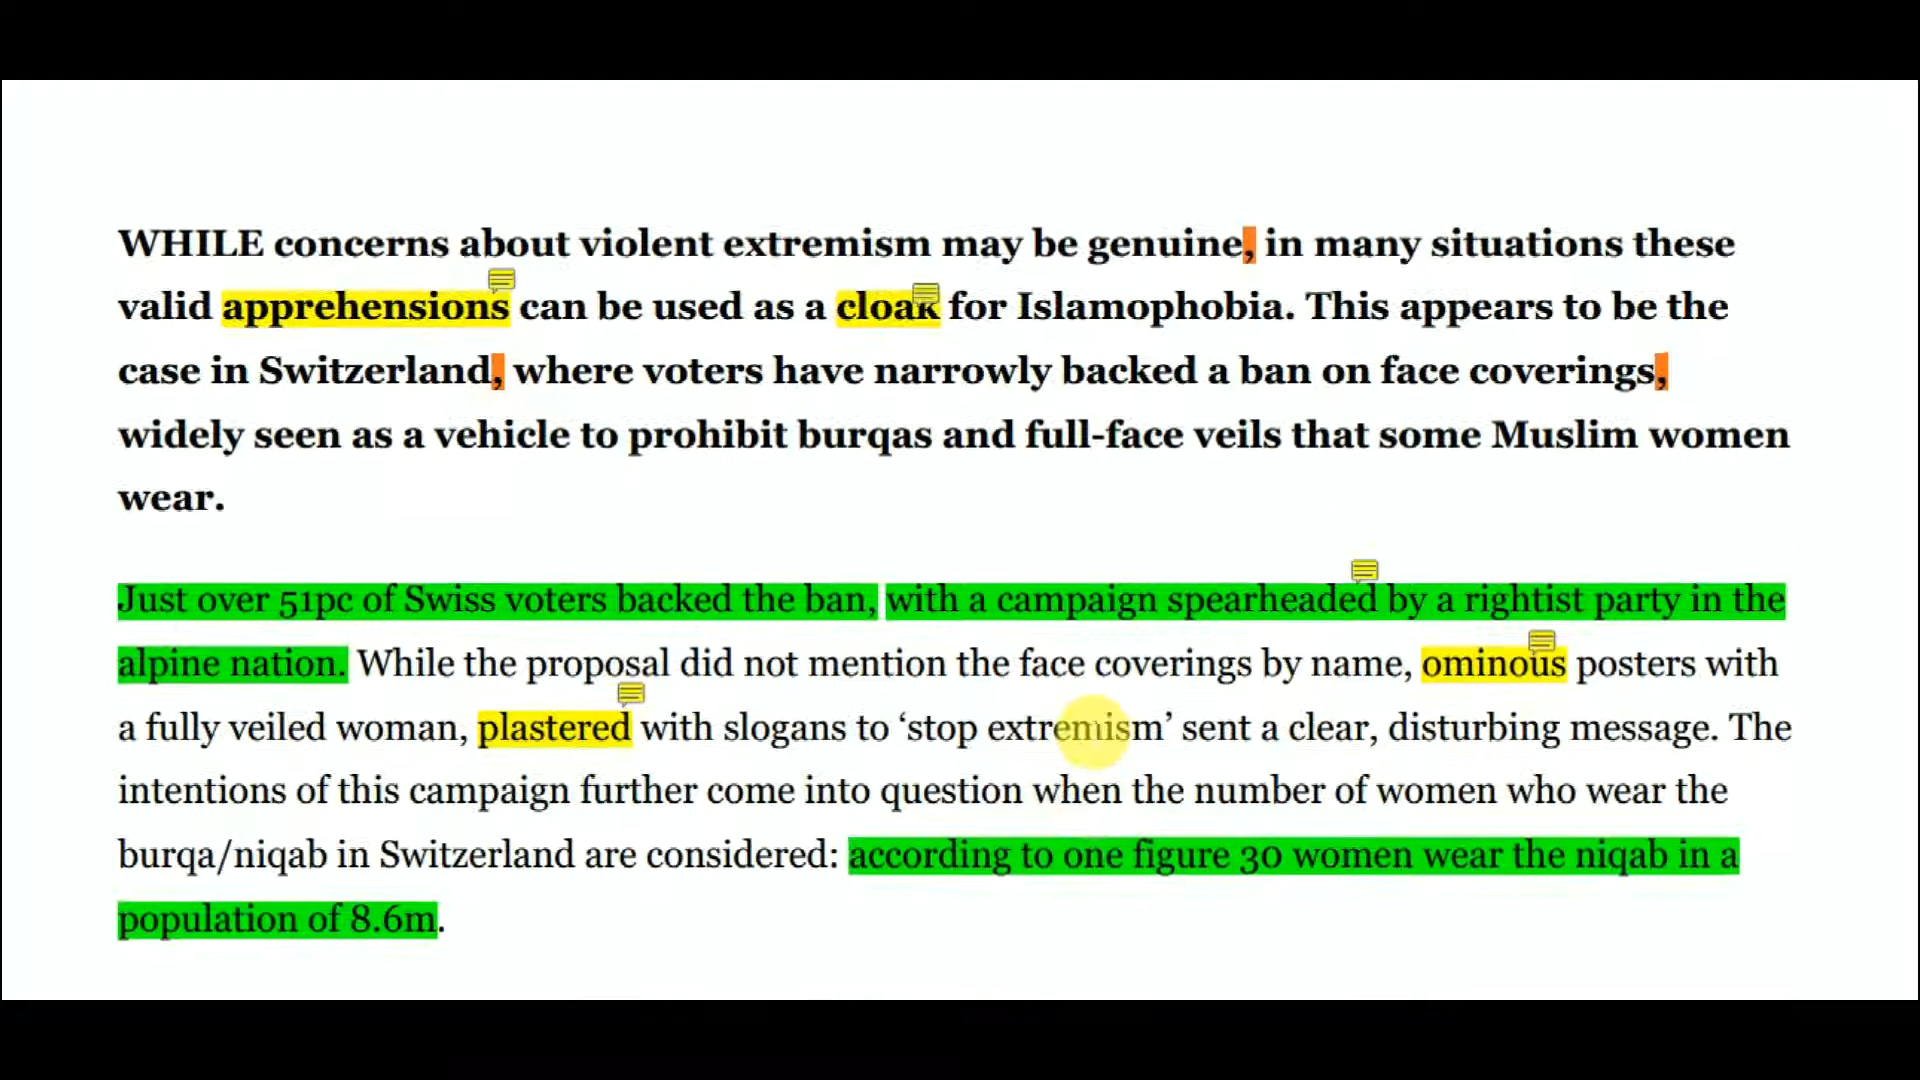 WHILE concerns about violent extremism may be genuine, in many situations these
valid apprehensions can be used as a cloak for Islamophobia. This appears to be the
case in Switzerland, where voters have narrowly backed a ban on face coverings,
widely seen as a vehicle to prohibit burqas and full-face veils that some Muslim women
wear.
Just over 51pc of Swiss voters backed the ban, with a campaign spearheaded by a rightist party in the
alpine nation. While the proposal did not mention the face coverings by name, ominous posters with
a fully veiled woman, plastered with slogans to ‘stop extremism’ sent a clear, disturbing message. The
intentions of this campaign further come into question when the number of women who wear the
burqa/niqab in Switzerland are considered: according to one figure 30 women wear the niqab in a
population of 8.6m.